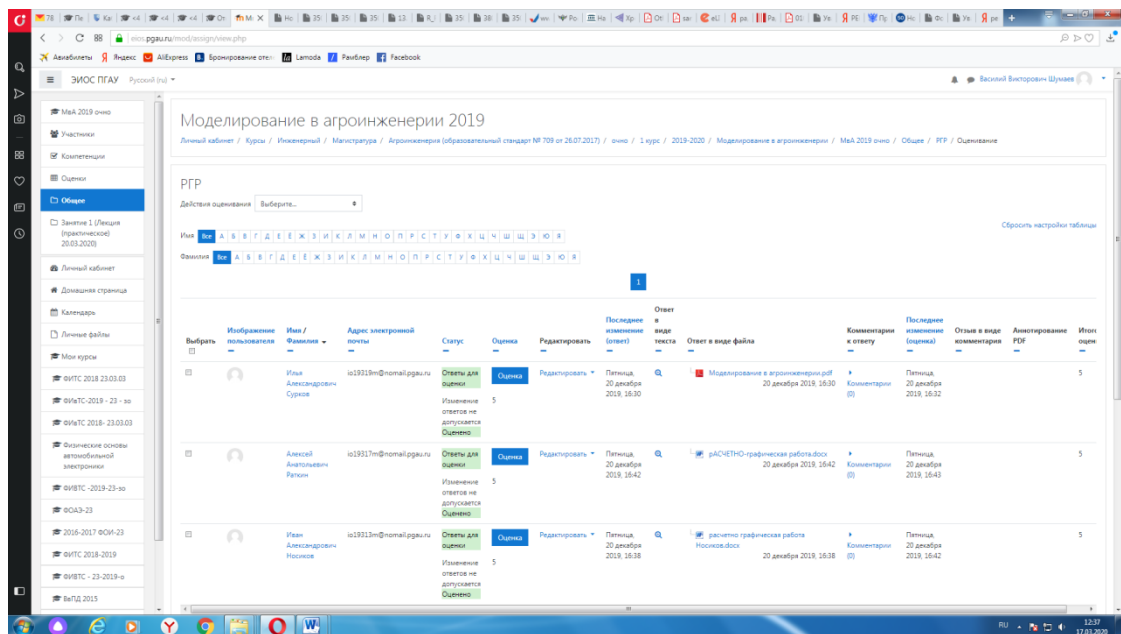 eios.pgau.ru/mod/assign/view.php
Авиабилеты Яндекс AliExpress Бронирование отел Lamoda Рамблер Facebook
ЭИОС ПГАУ Русский (ru)
Василий Викторович Шумаев
МвА 2019 очно
Участники
Компетенции
Оценки
Общее
Занятие 1 (Лекция
(практическое)
20.03.2020)
Личный кабинет
Домашняя страница
Календарь
Личные файлы
Мои курсы
ФИТС 2018 23.03.03
ФИвТС-2019 - 23 - зо
ФИвТС 2018- 23.03.03
Физические основы
автомобильной
электроники
ФИВТС -2019-23-зо
ФОАЭ-23
2016-2017 ФОИ-23
ФИТС 2018-2019
ФИВТС - 23-2019-о
ВвПД 2015
Моделирование в агроинженерии 2019
Личный кабинет / Курсы / Инженерный / Магистратура / Агроинженерия (образовательный стандарт № 709 от 26.07.2017) / очно / 1 курс / 2019-2020 / Моделирование в агроинженерии / МвА 2019 очно / Общее / РГР / Оценивание
РГР
Действия оценивания Выберите...
Сбросить настройки таблицы
Имя Все А Б В Г Д Е Ё Ж З И К Л М Н О П Р С Т У Ф Х Ц Ч Ш Щ Э Ю Я
Фамилия Все А Б В Г Д Е Ё Ж З И К Л М Н О П Р С Т У Ф Х Ц Ч Ш Щ Э Ю Я
1
Выбрать
Изображение
пользователя
Имя /
Фамилия
Адрес электронной
почты
Статус
Оценка
Редактировать
Последнее
изменение
(ответ)
Ответ
в
виде
текста
Ответ в виде файла
Комментарии
к ответу
Последнее
изменение
(оценка)
Отзыв в виде
комментария
Аннотирование
PDF
Итого
оцен
Илья
Александрович
Сурков
io19319m@nomail.pgau.ru
Ответы для
оценки
Изменение
ответов не
допускается
Оценено
Оценка
5
Редактировать
Пятница,
20 декабря
2019, 16:30
Моделирование в агроинженерии.pdf
20 декабря 2019, 16:30
Комментарии
(0)
Пятница,
20 декабря
2019, 16:32
5
Алексей
Анатольевич
Раткин
io19317m@nomail.pgau.ru
Ответы для
оценки
Изменение
ответов не
допускается
Оценено
Оценка
5
Редактировать
Пятница,
20 декабря
2019, 16:42
рАСЧЕТНО-графическая работа.docx
20 декабря 2019, 16:42
Комментарии
(0)
Пятница,
20 декабря
2019, 16:43
5
Иван
Александрович
Носиков
io19313m@nomail.pgau.ru
Ответы для
оценки
Изменение
ответов не
допускается
Оценено
Оценка
5
Редактировать
Пятница,
20 декабря
2019, 16:38
расчетно графическая работа
Носиков.docx
20 декабря 2019, 16:38
Комментарии
(0)
Пятница,
20 декабря
2019, 16:42
5
RU
12:37
17.03.2020